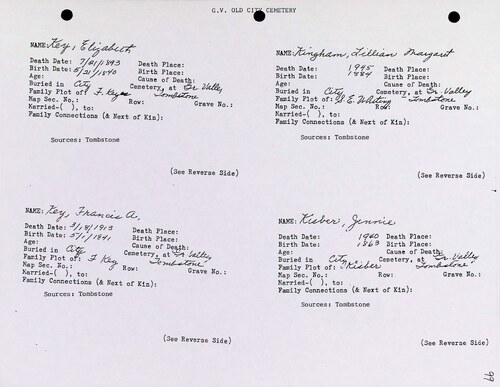 G.V. OLD CITY CEMETERY
NAME: Key, Elizabeth
Death Date: 7/21/1893 Death Place:
Birth Date: 5/21/1840 Birth Place:
Age: Cause of Death:
Buried in City Cemetery, at Gr. Valley
Family Plot of: F. Keyes Tombstone
Map Sec. No.: Row: Grave No.:
Married-( ), to:
Family Connections (& Next of Kin):
Sources: Tombstone
(See Reverse Side)
NAME: Kingham, Lillian Margaret
Death Date: 1945 Death Place:
Birth Date: 1884 Birth Place:
Age: Cause of Death:
Buried in City Cemetery, at Gr. Valley
Family Plot of: W. E. Whiting Tombstone
Map Sec. No.: Row: Grave No.:
Married-( ), to:
Family Connections (& Next of Kin):
Sources: Tombstone
(See Reverse Side)
NAME: Key, Francis A.
Death Date: 3/18/1913 Death Place:
Birth Date: 5/1/1841 Birth Place:
Age: Cause of Death:
Buried in City Cemetery, at Gr. Valley
Family Plot of: F Key Tombstone
Map Sec. No.: Row: Grave No.:
Married-( ), to:
Family Connections (& Next of Kin):
Sources: Tombstone
(See Reverse Side)
NAME: Kisber, Jennie
Death Date: 1940 Death Place:
Birth Date: 1863 Birth Place:
Age: Cause of Death:
Buried in City Cemetery, at Gr. Valley
Family Plot of: Kisber Tombstone
Map Sec. No.: Row: Grave No.:
Married-( ), to:
Family Connections (& Next of Kin):
Sources: Tombstone
(See Reverse Side)